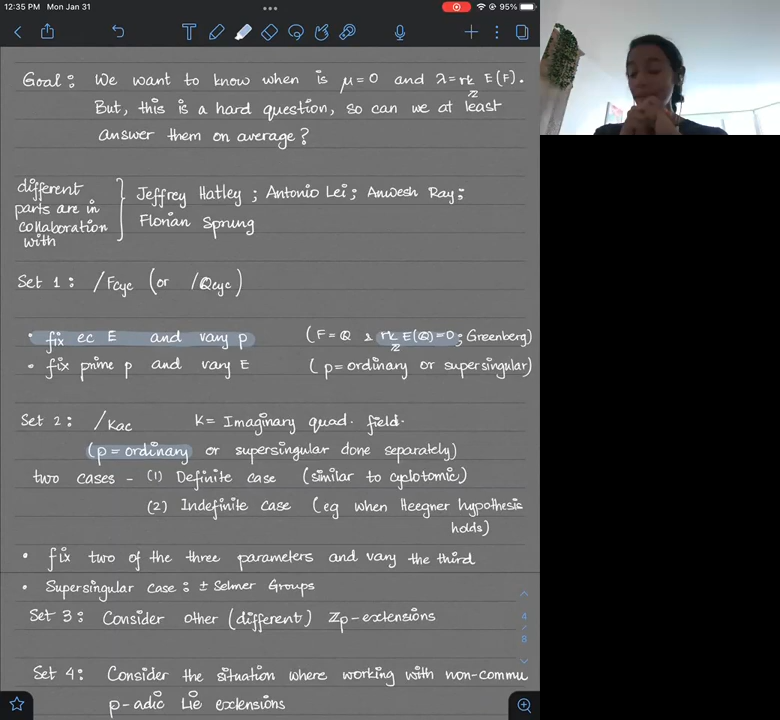 12:35 PM Mon Jan 31
95%
Goal: We want to know when is μ=0 and λ=rk_ℤ E(F).
But, this is a hard question, so can we at least
answer them on average?
different parts are in collaboration with } Jeffrey Hatley; Antonio Lei; Anwesh Ray;
Florian Sprung
Set 1: /Fcyc (or /Qcyc)
• fix ec E and vary p (F=Q & rk_ℤ E(Q)=0; Greenberg)
• fix prime p and vary E (p=ordinary or supersingular)
Set 2: /Kac K= Imaginary quad. field.
(p=ordinary or supersingular done separately)
two cases - (1) Definite case (similar to cyclotomic)
(2) Indefinite case (eg when Heegner hypothesis
holds)
• fix two of the three parameters and vary the third
• Supersingular case: ± Selmer Groups
Set 3: Consider other (different) ℤp-extensions
4/8
Set 4: Consider the situation where working with non-commu
p-adic Lie extensions